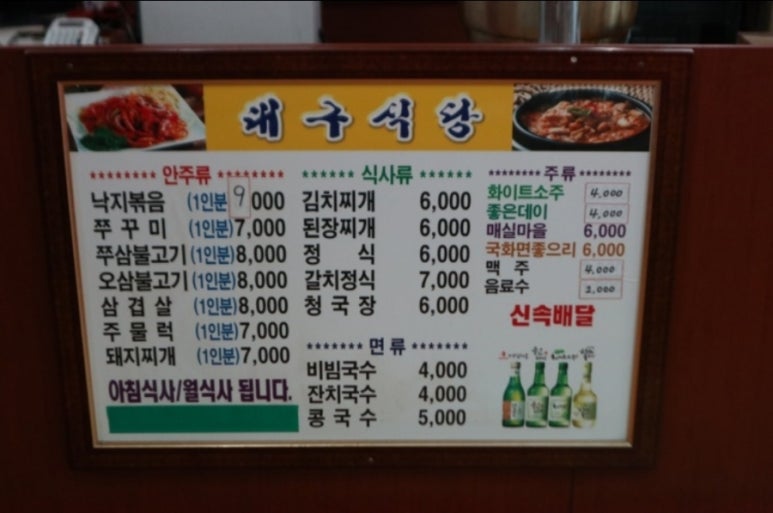 대구식당
******** 안주류 ********
낙지볶음 (1인분) 9,000
쭈꾸미 (1인분) 7,000
쭈삼불고기 (1인분) 8,000
오삼불고기 (1인분) 8,000
삼겹살 (1인분) 8,000
주물럭 (1인분) 7,000
돼지찌개 (1인분) 7,000
아침식사/월식사 됩니다.
****** 식사류 ******
김치찌개 6,000
된장찌개 6,000
정식 6,000
갈치정식 7,000
청국장 6,000
******* 면류 *******
비빔국수 4,000
잔치국수 4,000
콩국수 5,000
******** 주류 ********
화이트소주 4,000
좋은데이 4,000
매실마을 6,000
국화면좋으리 6,000
맥주 4,000
음료수 2,000
신속배달